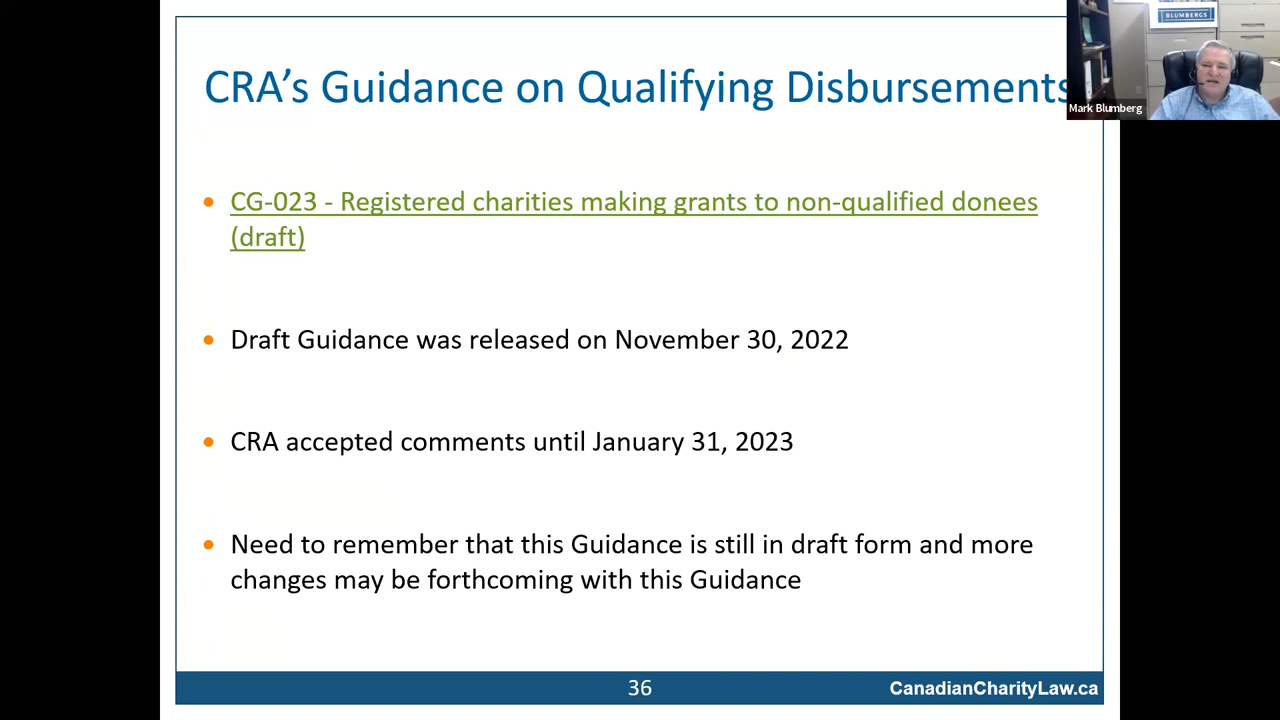 CRA’s Guidance on Qualifying Disbursements
BLUMBERGS
Mark Blumberg
• CG-023 - Registered charities making grants to non-qualified donees
(draft)
• Draft Guidance was released on November 30, 2022
• CRA accepted comments until January 31, 2023
• Need to remember that this Guidance is still in draft form and more
changes may be forthcoming with this Guidance
36
CanadianCharityLaw.ca